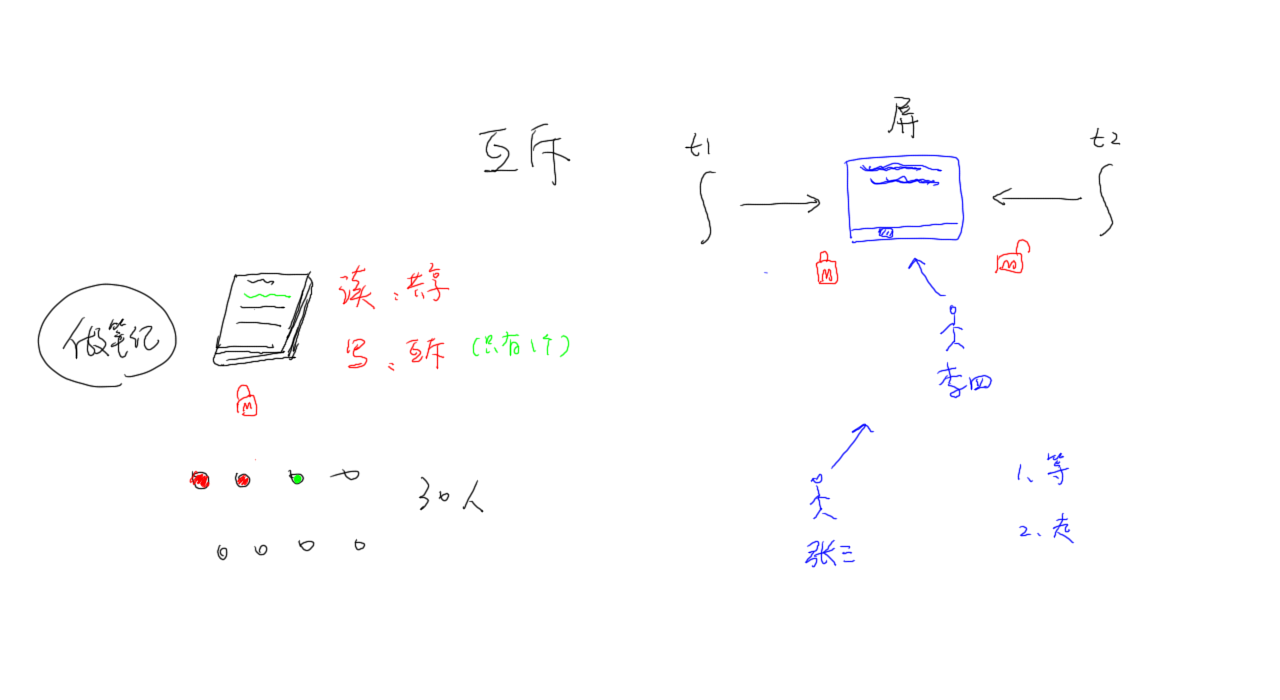 互斥
屏
t1
t2
M
M
做笔记
读:共享
写:互斥 (只有1个)
M
李四
30人
张三
1、等
2、走